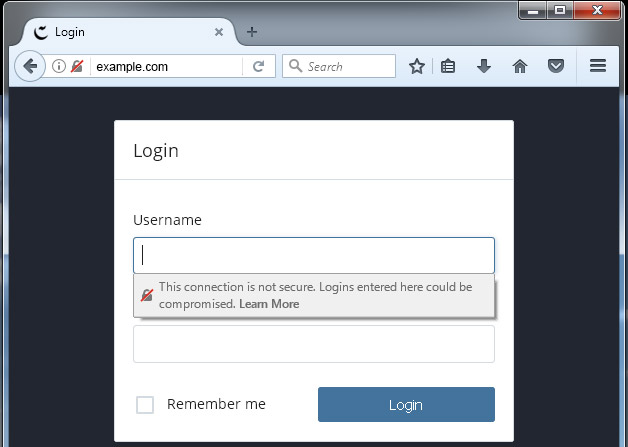 Login
example.com
Search
Login
Username
This connection is not secure. Logins entered here could be
compromised. Learn More
Remember me
Login